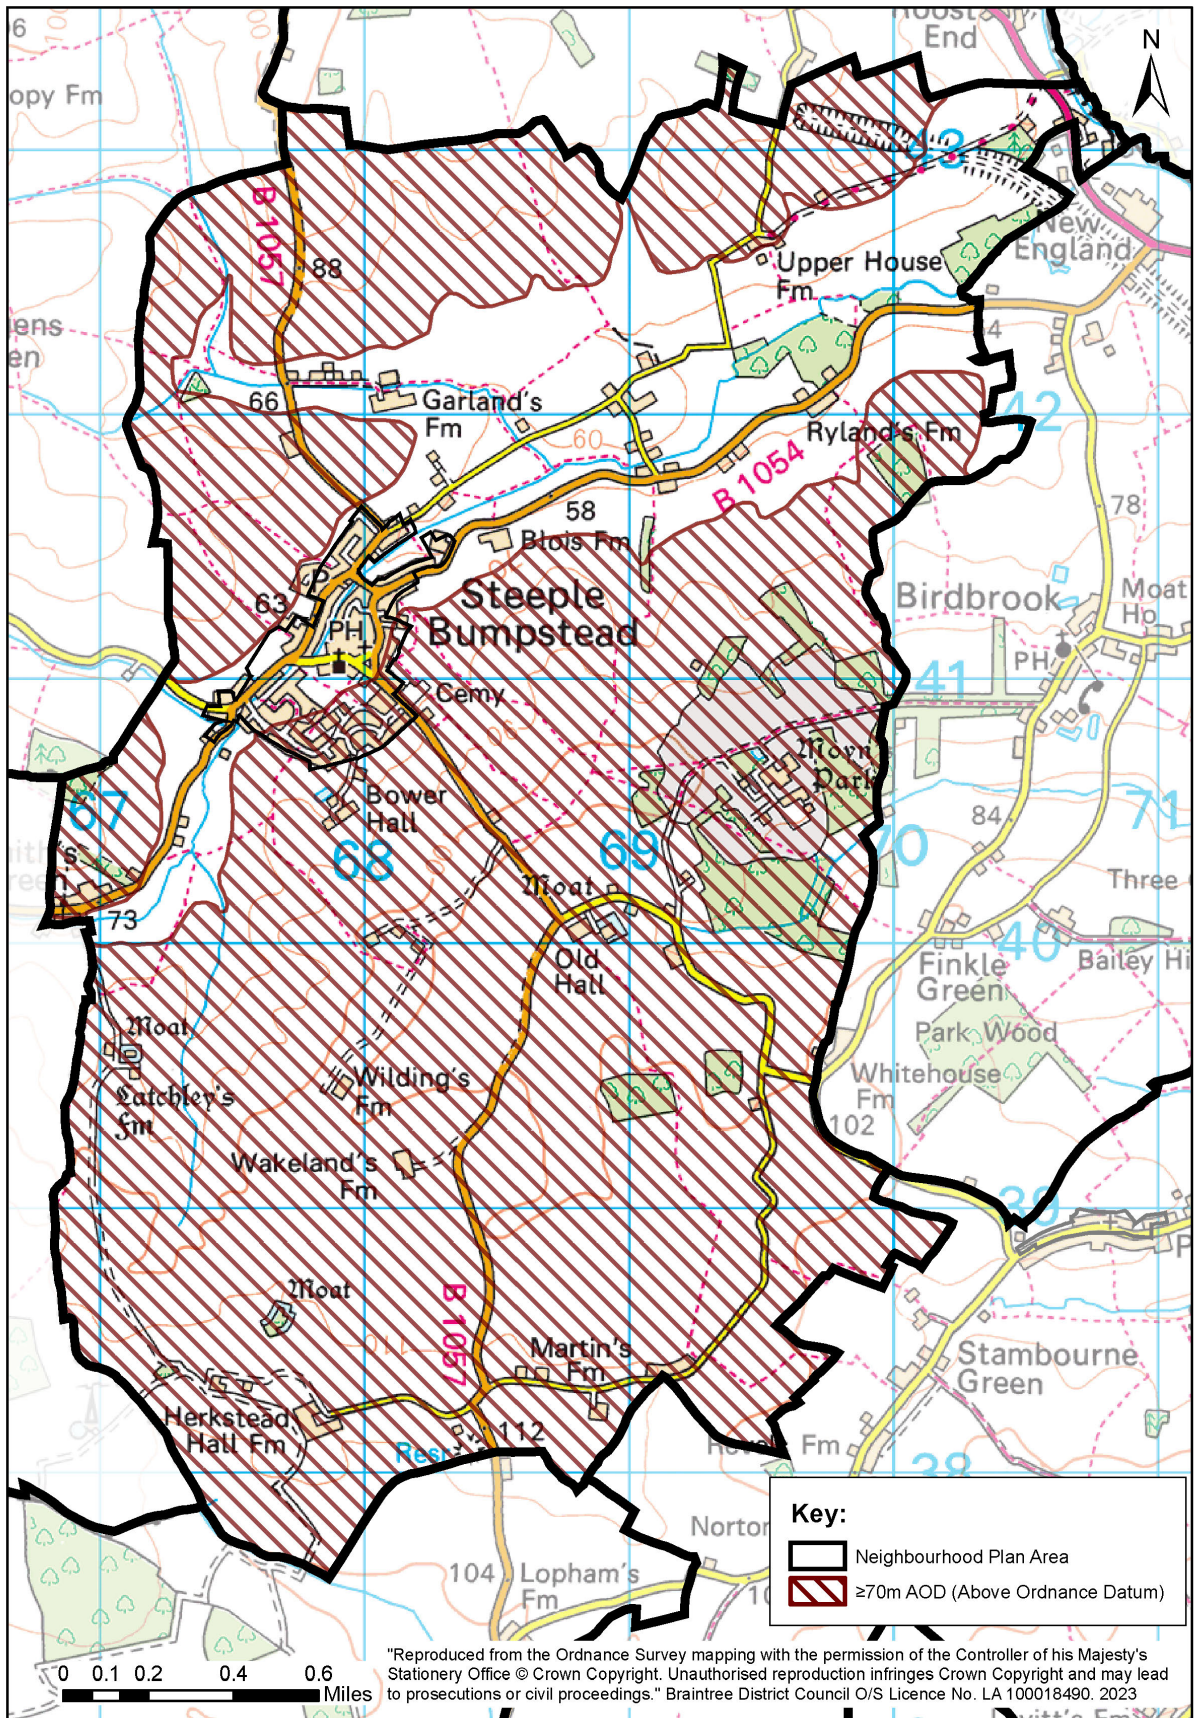 End
N
opy Fm
B 1057
88
New
England
Upper House
Fm
en
66
Garland's
Fm
42
60
Ryland's Fm
B 1054
58
78
Blois Fm
Steeple
Bumpstead
Birdbrook
Moat
Ho
63
P
PH
PH
41
Cemy
Moyn's
Park
Bower
Hall
67
68
69
70
71
84
Moat
Three
73
Old
Hall
Finkle
Green
40
Bailey Hi
Moat
Park Wood
Latchley's
Fm
Wilding's
Fm
Whitehouse
Fm
102
Wakeland's
Fm
39
Moat
B 1057
110
Martin's
Fm
Stambourne
Green
Herkstead
Hall Fm
112
Resr
Fm
38
Key:
Neighbourhood Plan Area
≥70m AOD (Above Ordnance Datum)
104
Lopham's
Fm
0 0.1 0.2 0.4 0.6
Miles
"Reproduced from the Ordnance Survey mapping with the permission of the Controller of his Majesty's
Stationery Office © Crown Copyright. Unauthorised reproduction infringes Crown Copyright and may lead
to prosecutions or civil proceedings." Braintree District Council O/S Licence No. LA 100018490. 2023